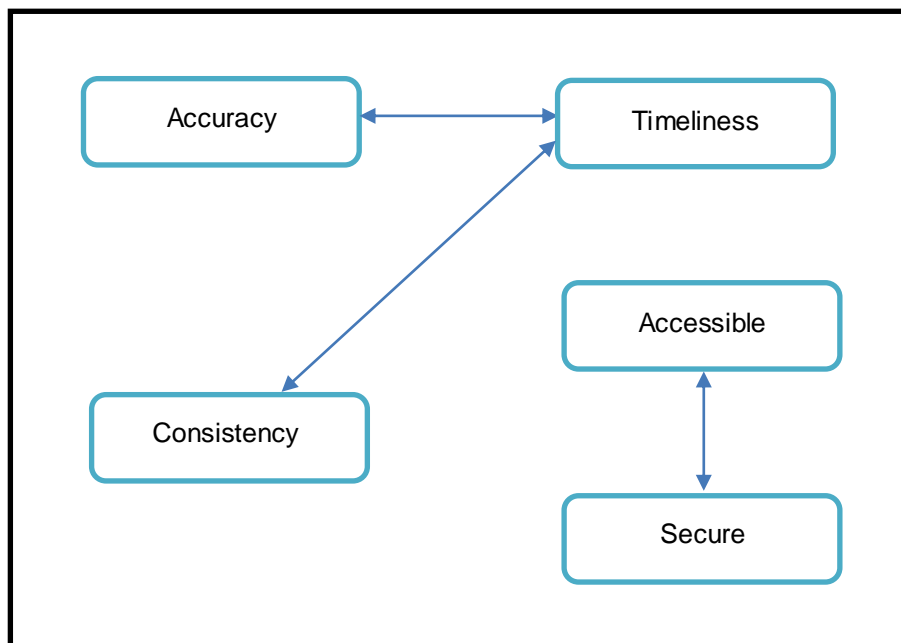 Accuracy
Timeliness
Accessible
Consistency
Secure